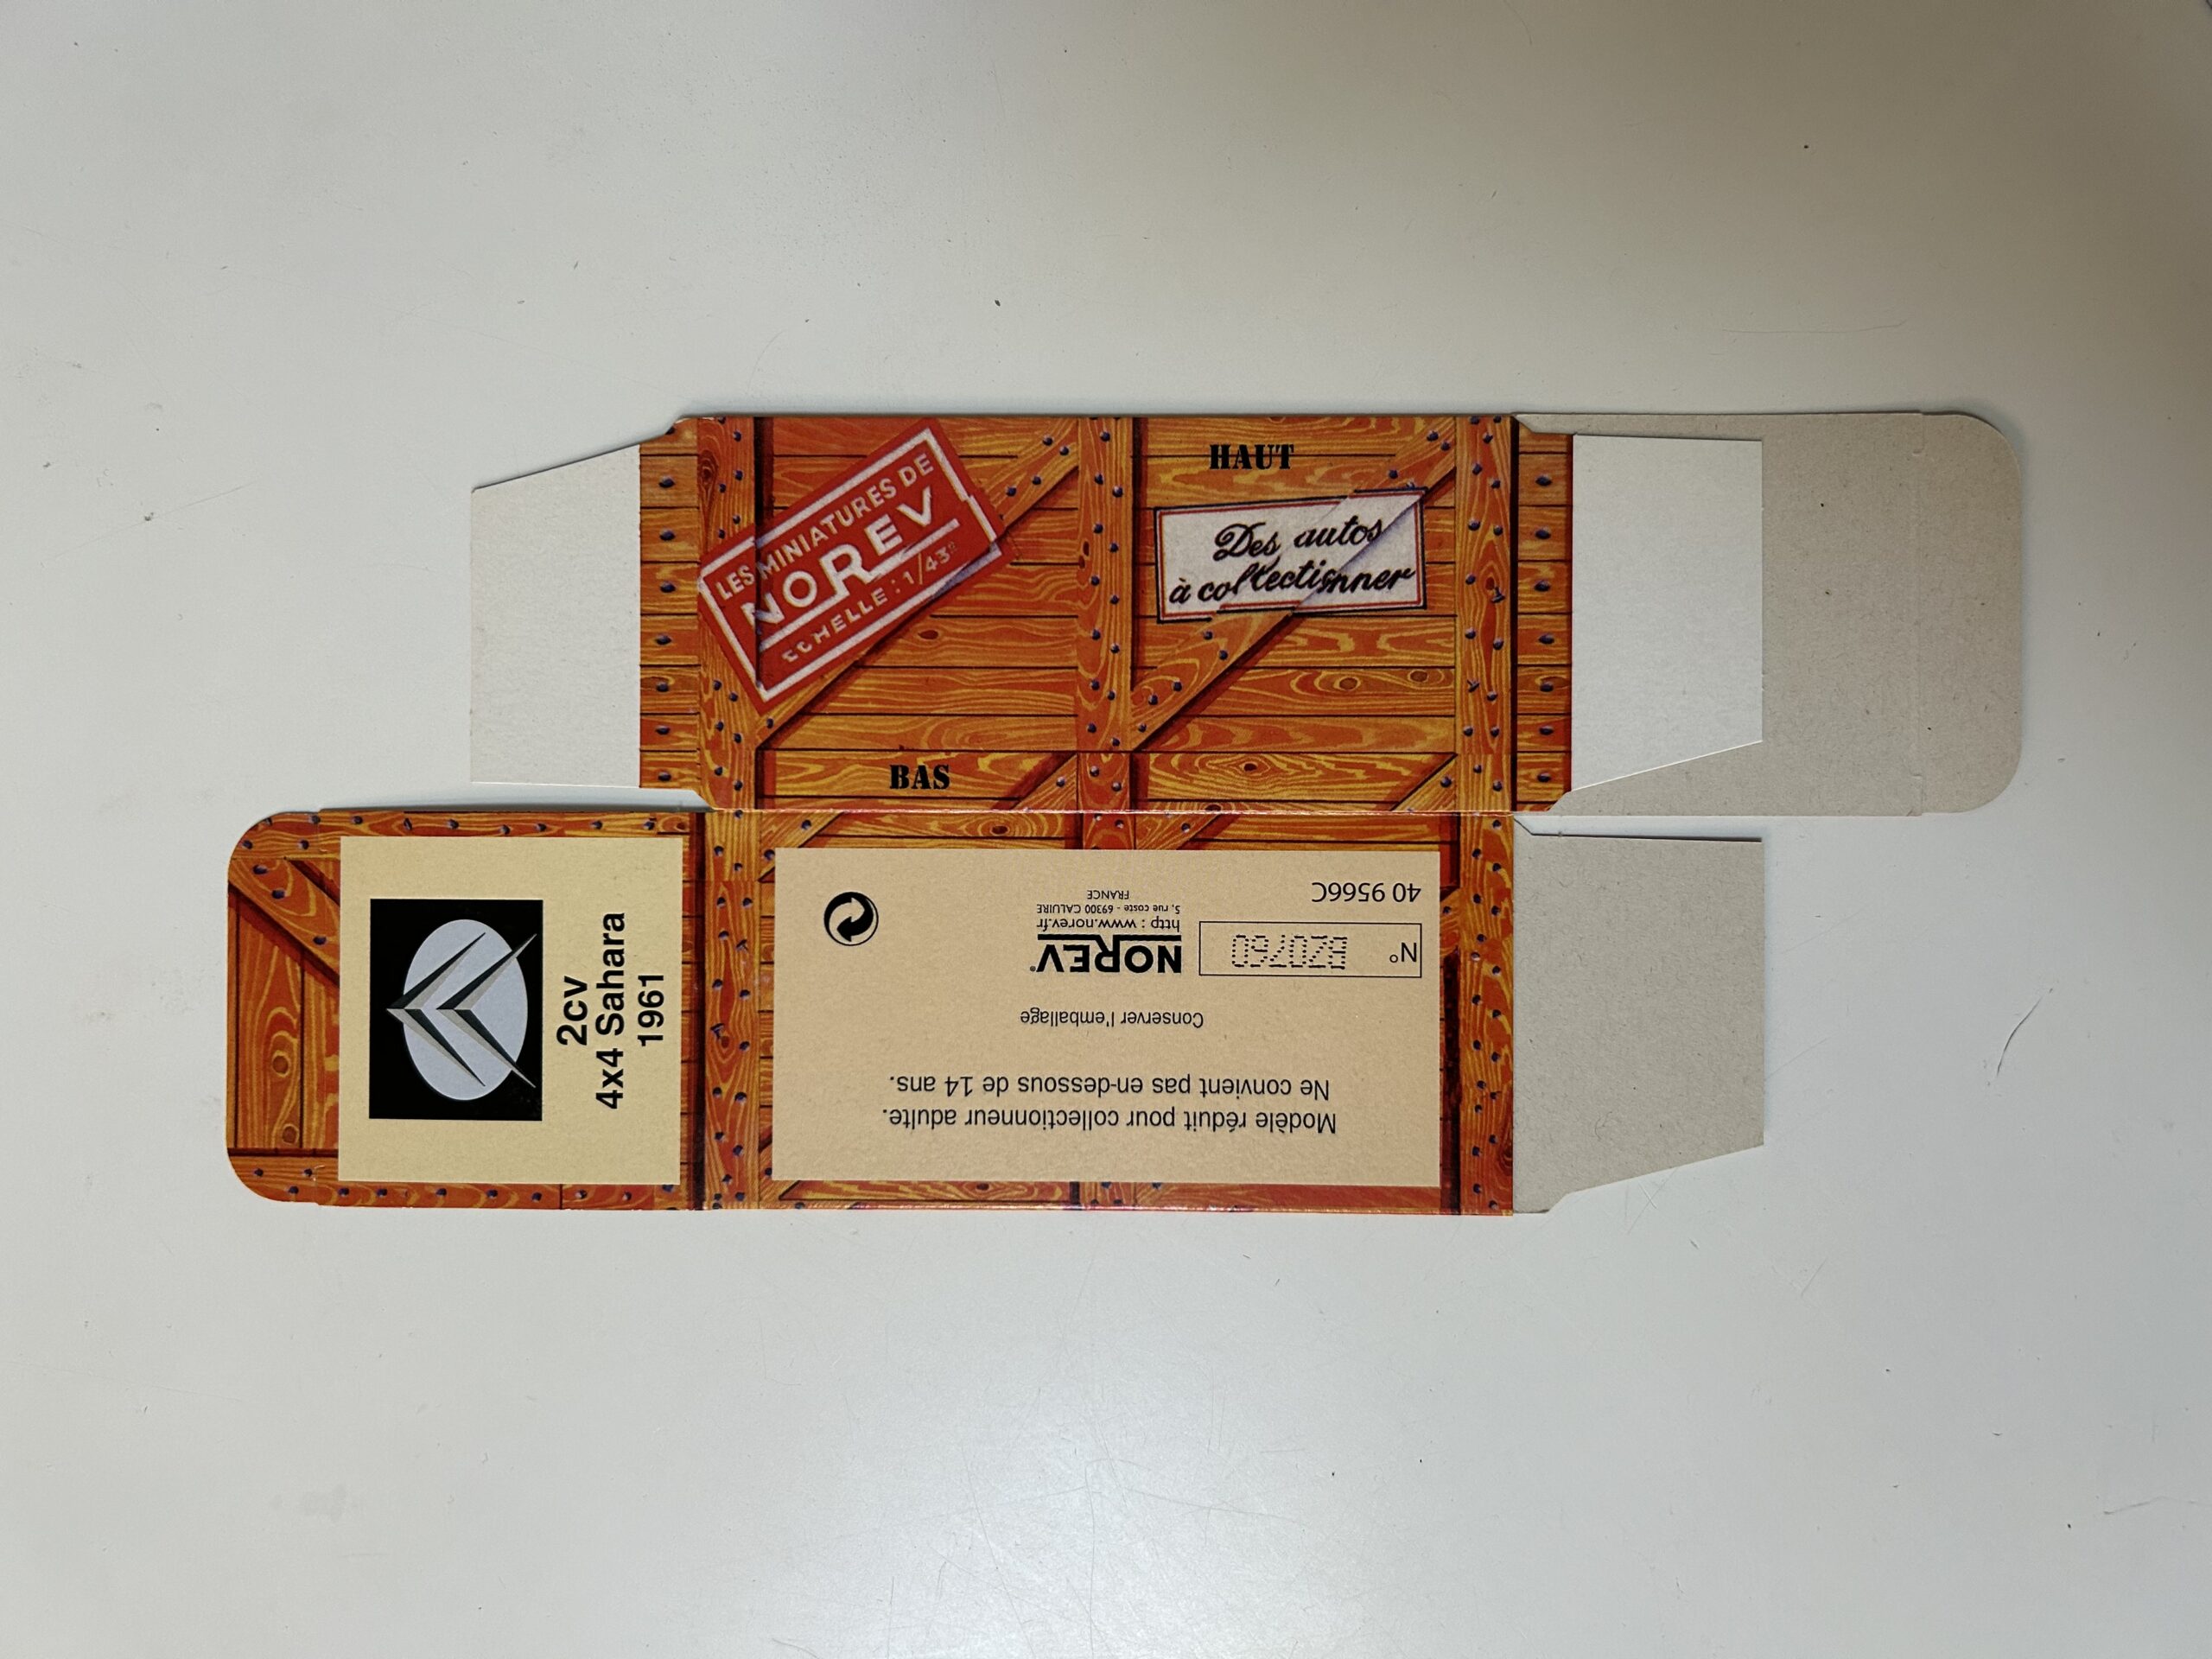 LES MINIATURES DE
NOREV
ECHELLE : 1/43e
HAUT
Des autos
à collectionner
BAS
2cv
4x4 Sahara
1961
Modèle réduit pour collectionneur adulte.
Ne convient pas en-dessous de 14 ans.
Conserver l'emballage
N° B20760
NOREV®
http : www.norev.fr
5, rue coste - 69300 CALUIRE
FRANCE
40 9566C